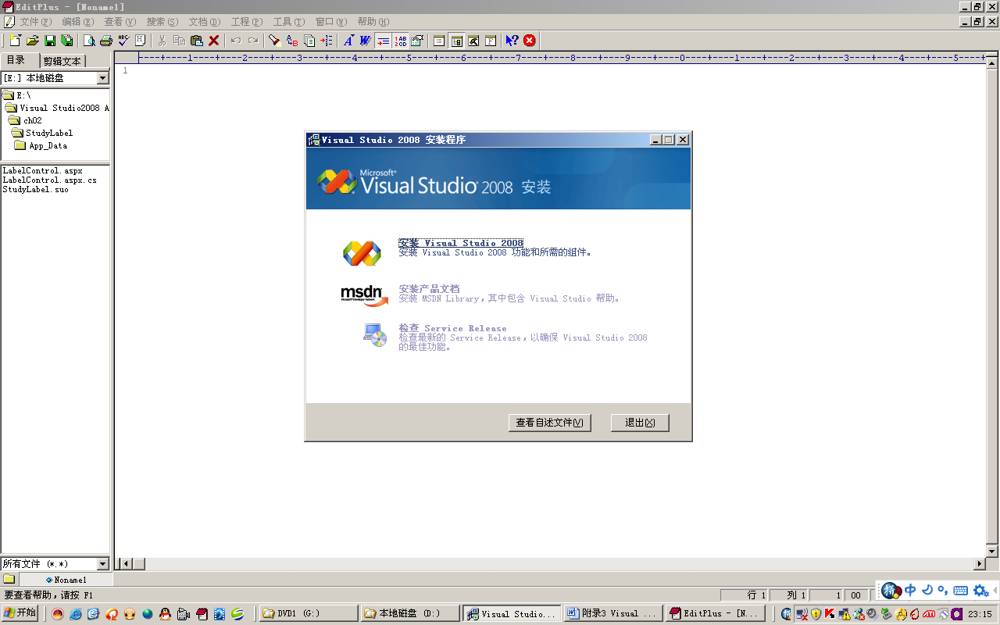 EditPlus - [Noname1]
文件(F) 编辑(E) 查看(V) 搜索(S) 文档(D) 工程(P) 工具(T) 窗口(W) 帮助(H)
目录 剪辑文本
[E:] 本地磁盘
E:\
Visual Studio2008 A
ch02
StudyLabel
App_Data
LabelControl.aspx
LabelControl.aspx.cs
StudyLabel.suo
所有文件 (*.*)
1
Visual Studio 2008 安装程序
Microsoft®
Visual Studio® 2008 安装
安装 Visual Studio 2008
安装 Visual Studio 2008 功能和所需的组件。
msdn
安装产品文档
安装 MSDN Library，其中包含 Visual Studio 帮助。
检查 Service Release
检查最新的 Service Release，以确保 Visual Studio 2008
的最佳功能。
查看自述文件(V) 退出(X)
Noname1
要查看帮助，请按 F1
行 1 列 1 1 00
中
开始 DVD1 (G:) 本地磁盘 (D:) Visual Studio... 附录3 Visual ... EditPlus - [N... 23:15